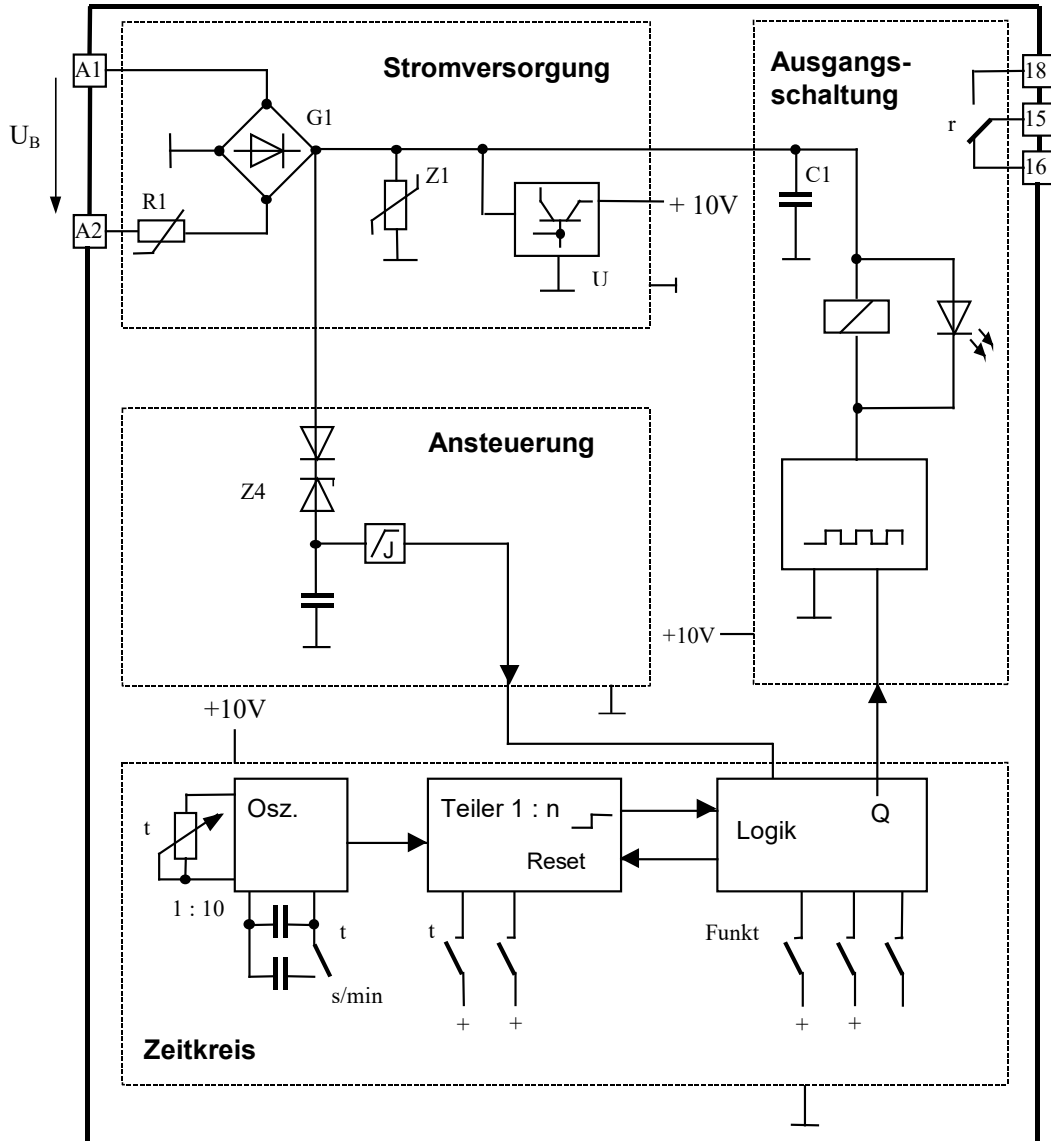 A1
Stromversorgung
Ausgangs-
schaltung
18
U_B
G1
r
15
Z1
C1
16
R1
A2
+ 10V
U
Ansteuerung
Z4
J
+10V
+10V
Osz.
Teiler 1 : n
Q
t
Logik
Reset
1 : 10
t
t
Funkt
s/min
+
+
+
+
Zeitkreis